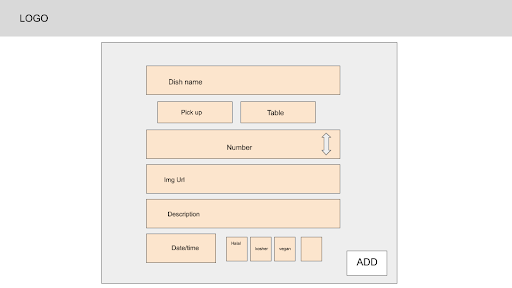 LOGO
Dish name
Pick up
Table
Number
Img Url
Description
Date/time
Halal
kosher
vegan
ADD